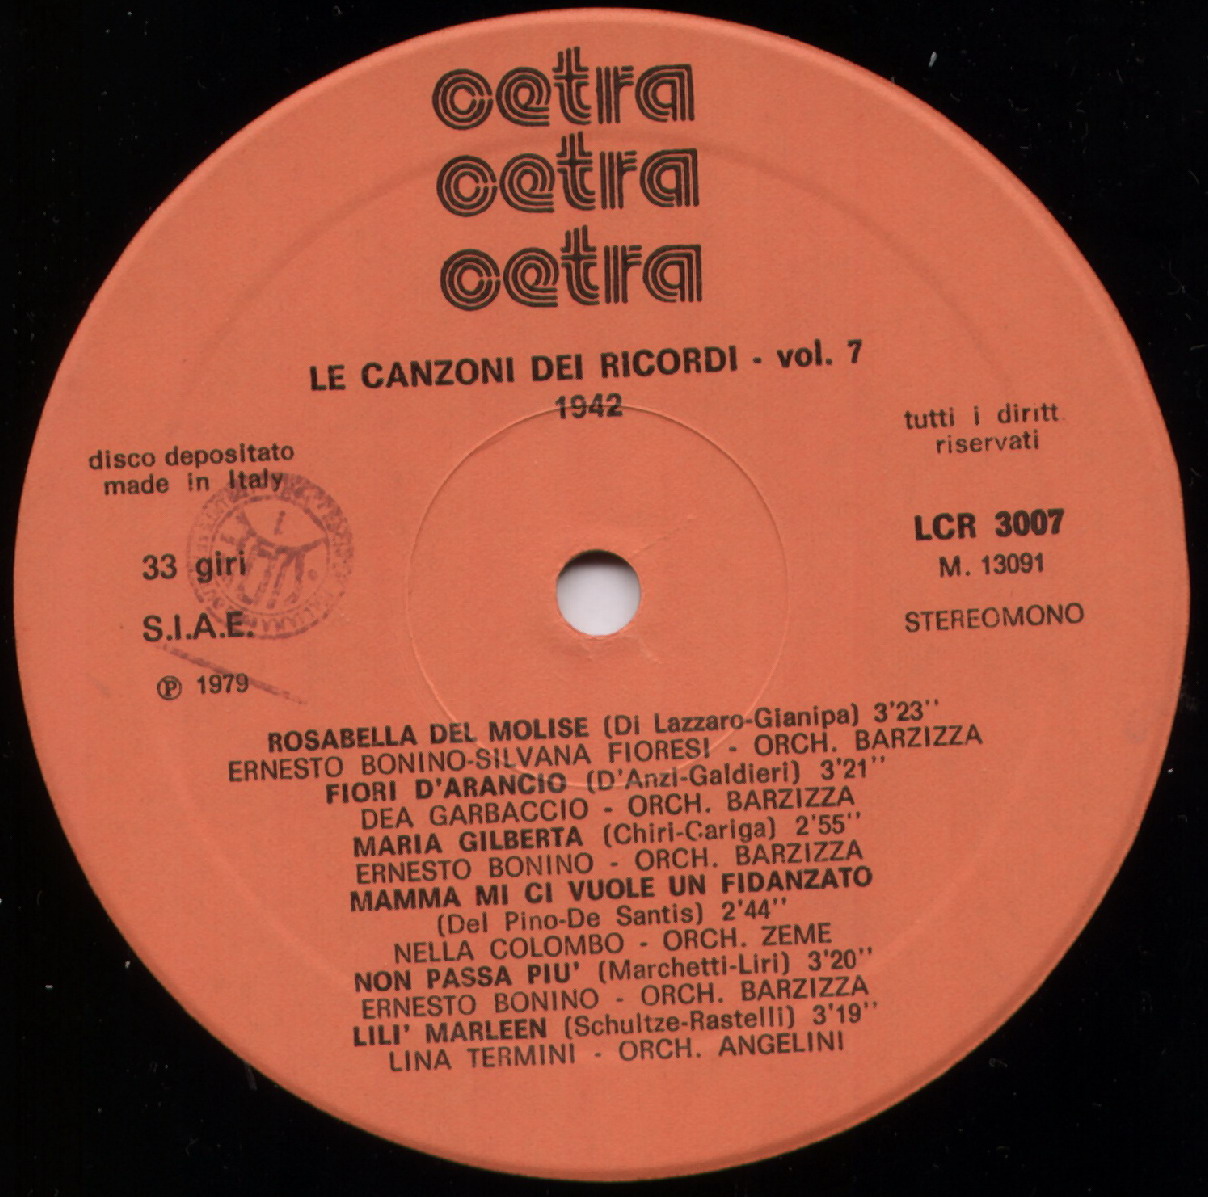 cetra
cetra
cetra
LE CANZONI DEI RICORDI - vol. 7
1942
disco depositato
made in Italy
tutti i diritt
riservati
33 giri
S.I.A.E.
Ⓟ 1979
LCR 3007
M. 13091
STEREOMONO
ROSABELLA DEL MOLISE (Di Lazzaro-Gianipa) 3'23''
ERNESTO BONINO-SILVANA FIORESI - ORCH. BARZIZZA
FIORI D'ARANCIO (D'Anzi-Galdieri) 3'21''
DEA GARBACCIO - ORCH. BARZIZZA
MARIA GILBERTA (Chiri-Cariga) 2'55''
ERNESTO BONINO - ORCH. BARZIZZA
MAMMA MI CI VUOLE UN FIDANZATO
(Del Pino-De Santis) 2'44''
NELLA COLOMBO - ORCH. ZEME
NON PASSA PIU' (Marchetti-Liri) 3'20''
ERNESTO BONINO - ORCH. BARZIZZA
LILI' MARLEEN (Schultze-Rastelli) 3'19''
LINA TERMINI - ORCH. ANGELINI